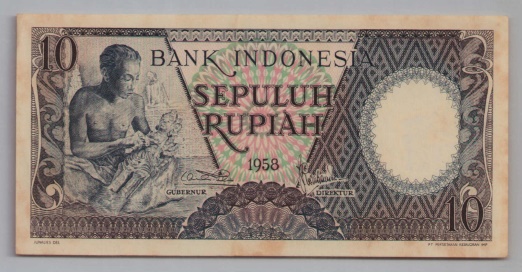 10
BANK INDONESIA
SEPULUH
RUPIAH
1958
GUBERNUR
DIREKTUR
10